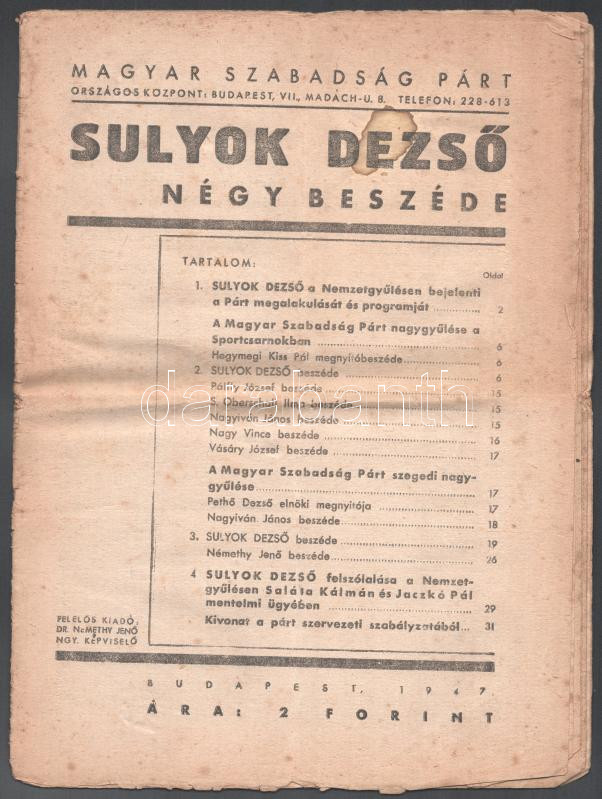 MAGYAR SZABADSÁG PÁRT
ORSZÁGOS KÖZPONT: BUDAPEST, VII., MADÁCH-U. 8. TELEFON: 228-613
SULYOK DEZSŐ
NÉGY BESZÉDE
TARTALOM:
Oldal
1. SULYOK DEZSŐ a Nemzetgyűlésen bejelenti
a Párt megalakulását és programját ............ 2
A Magyar Szabadság Párt nagygyűlése a
Sportcsarnokban ............ 6
Hegymegi Kiss Pál megnyitóbeszéde ............ 6
2. SULYOK DEZSŐ beszéde ............ 6
Pálfly József beszéde ............ 15
S. Oberschall Ilma beszéde ............ 15
Nagyiván János beszéde ............ 15
Nagy Vince beszéde ............ 16
Vásáry József beszéde ............ 17
A Magyar Szabadság Párt szegedi nagy-
gyűlése ............ 17
Pethő Dezső elnöki megnyitója ............ 17
Nagyiván János beszéde ............ 18
3. SULYOK DEZSŐ beszéde ............ 19
Némethy Jenő beszéde ............ 26
4 SULYOK DEZSŐ felszólalása a Nemzet-
gyűlésen Saláta Kálmán és Jaczkó Pál
mentelmi ügyében ............ 29
Kivonat a párt szervezeti szabályzatából... 31
FELELŐS KIADÓ:
DR. NÉMETHY JENŐ
NGY. KÉPVISELŐ
BUDAPEST, 1947
ÁRA: 2 FORINT
darabanth